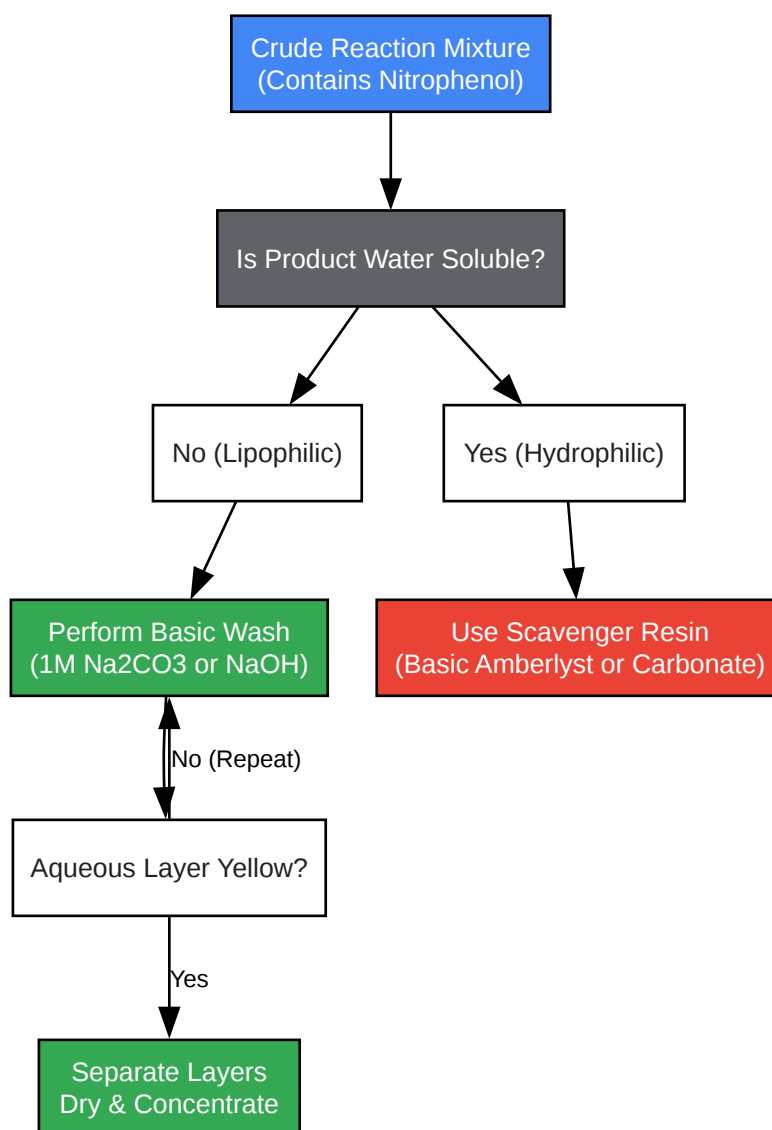 Crude Reaction Mixture
(Contains Nitrophenol)
Is Product Water Soluble?
No (Lipophilic)
Yes (Hydrophilic)
Perform Basic Wash
(1M Na2CO3 or NaOH)
Use Scavenger Resin
(Basic Amberlyst or Carbonate)
No (Repeat)
Aqueous Layer Yellow?
Yes
Separate Layers
Dry & Concentrate